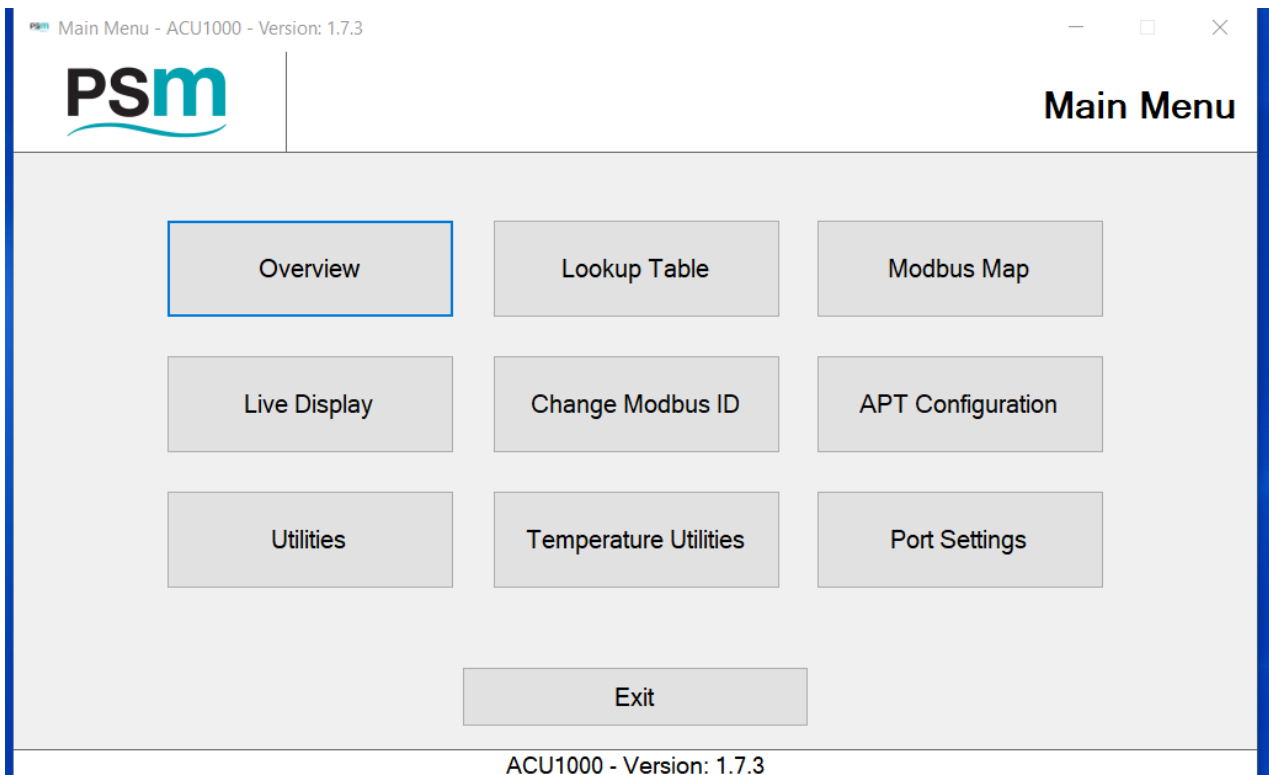 PSM Main Menu - ACU1000 - Version: 1.7.3
PSm
Main Menu
Overview
Lookup Table
Modbus Map
Live Display
Change Modbus ID
APT Configuration
Utilities
Temperature Utilities
Port Settings
Exit
ACU1000 - Version: 1.7.3